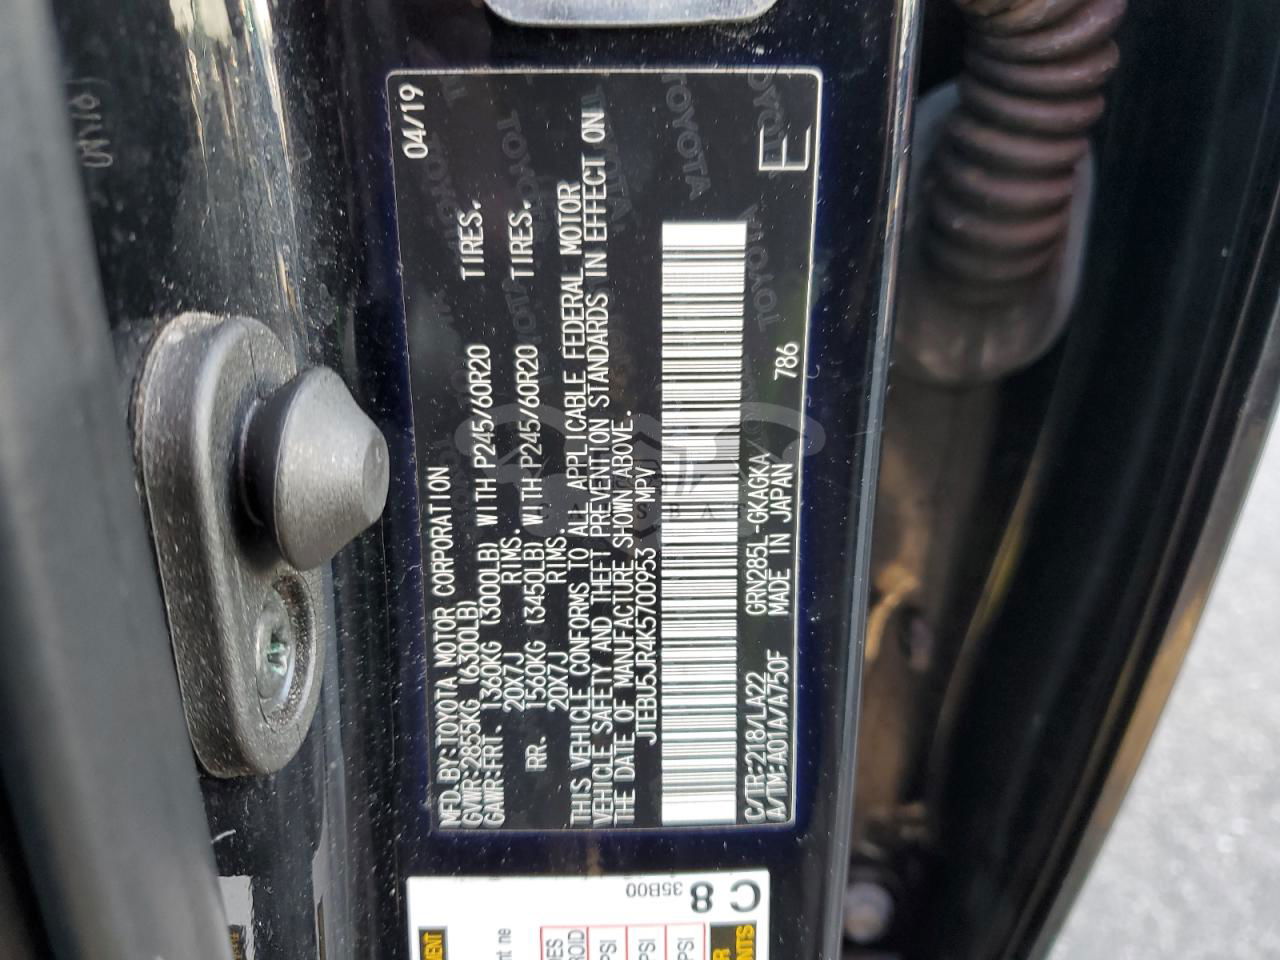 MFD. BY: TOYOTA MOTOR CORPORATION 04/19
GVWR: 2855KG (6300LB)
GAWR: FRT. 1360KG (3000LB) WITH P245/60R20 TIRES.
20X7J RIMS.
RR. 1560KG (3450LB) WITH P245/60R20 TIRES.
20X7J RIMS.
THIS VEHICLE CONFORMS TO ALL APPLICABLE FEDERAL MOTOR
VEHICLE SAFETY AND THEFT PREVENTION STANDARDS IN EFFECT ON
THE DATE OF MANUFACTURE SHOWN ABOVE.
JTEBU5JR4K5700953 MPV
C/TR: 218/LA22 GRN285L-GKAGKA 786
A/TM: A01A/A750F MADE IN JAPAN
E
C 8
35B00